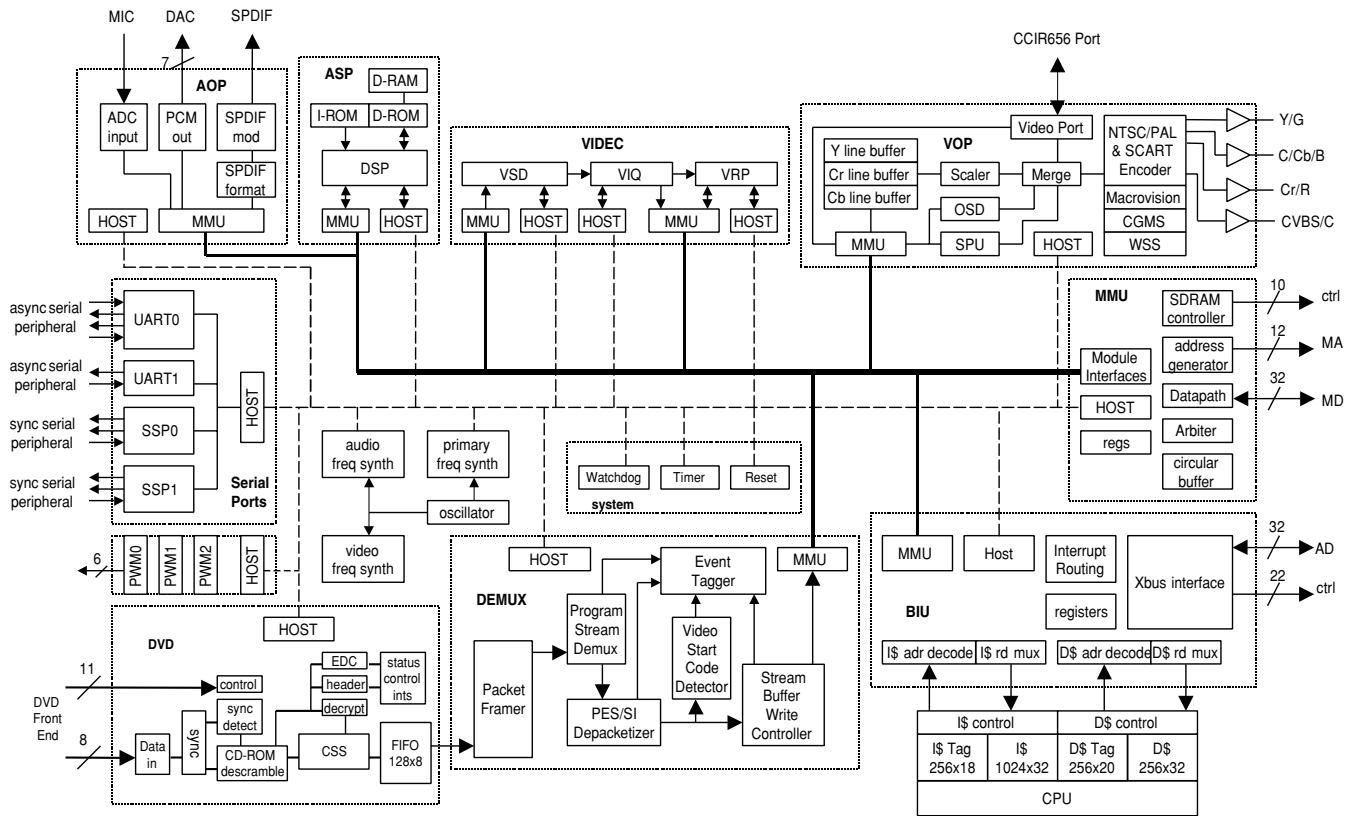 MIC DAC SPDIF
7
AOP
ADC
input
PCM
out
SPDIF
mod
SPDIF
format
HOST
MMU
ASP
D-RAM
I-ROM
D-ROM
DSP
MMU
HOST
VIDEC
VSD
VIQ
VRP
MMU
HOST
HOST
MMU
HOST
CCIR656 Port
VOP
Video Port
Y line buffer
Cr line buffer
Cb line buffer
Scaler
Merge
OSD
SPU
MMU
HOST
NTSC/PAL
& SCART
Encoder
Macrovision
CGMS
WSS
Y/G
C/Cb/B
Cr/R
CVBS/C
async serial
peripheral
async serial
peripheral
sync serial
peripheral
sync serial
peripheral
UART0
UART1
SSP0
SSP1
HOST
Serial
Ports
audio
freq synth
primary
freq synth
oscillator
video
freq synth
Watchdog
Timer
Reset
system
MMU
SDRAM
controller
Module
Interfaces
address
generator
HOST
Datapath
regs
Arbiter
circular
buffer
10
ctrl
12
MA
32
MD
6
PWM0
PWM1
PWM2
HOST
DVD
HOST
11
DVD
Front
End
8
control
sync
detect
Data
in
sync
CD-ROM
descramble
EDC
header
decrypt
status
control
ints
CSS
FIFO
128x8
DEMUX
HOST
Event
Tagger
MMU
Program
Stream
Demux
Video
Start
Code
Detector
Packet
Framer
PES/SI
Depacketizer
Stream
Buffer
Write
Controller
BIU
MMU
Host
Interrupt
Routing
registers
Xbus interface
32
AD
22
ctrl
I$ adr decode
I$ rd mux
D$ adr decode
D$ rd mux
I$ control
D$ control
I$ Tag
256x18
I$
1024x32
D$ Tag
256x20
D$
256x32
CPU